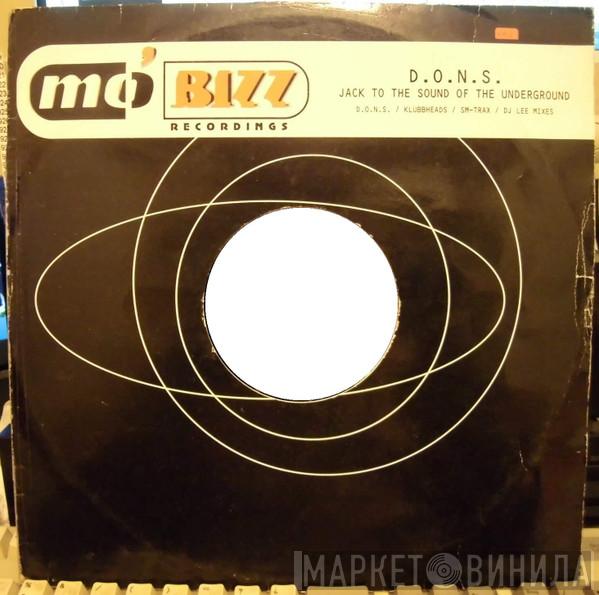 mo'
BIZZ
RECORDINGS
D.O.N.S.
JACK TO THE SOUND OF THE UNDERGROUND
D.O.N.S. / KLUBBHEADS / SM-TRAX / DJ LEE MIXES
МАРКЕТ ВИНИЛА